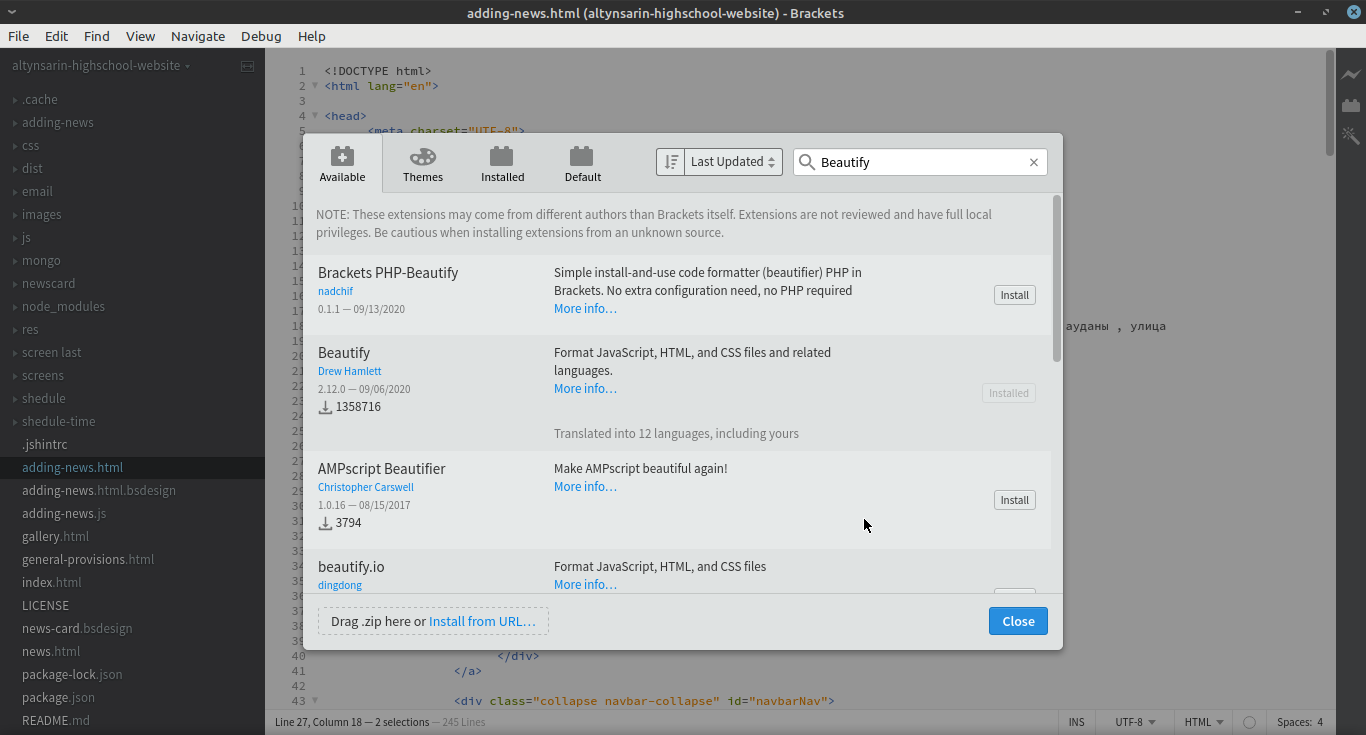 adding-news.html (altynsarin-highschool-website) - Brackets
File Edit Find View Navigate Debug Help
altynsarin-highschool-website
.cache
adding-news
css
dist
email
images
js
mongo
newscard
node_modules
res
screen last
screens
shedule
shedule-time
.jshintrc
adding-news.html
adding-news.html.bsdesign
adding-news.js
gallery.html
general-provisions.html
index.html
LICENSE
news-card.bsdesign
news.html
package-lock.json
package.json
README.md
1 <!DOCTYPE html>
2 <html lang="en">
3
4 <head>
5 <meta charset="UTF-8">
ауданы , улица
Available
Themes
Installed
Default
Last Updated
Beautify
NOTE: These extensions may come from different authors than Brackets itself. Extensions are not reviewed and have full local
privileges. Be cautious when installing extensions from an unknown source.
Brackets PHP-Beautify
nadchif
0.1.1 — 09/13/2020
Simple install-and-use code formatter (beautifier) PHP in
Brackets. No extra configuration need, no PHP required
More info…
Install
Beautify
Drew Hamlett
2.12.0 — 09/06/2020
1358716
Format JavaScript, HTML, and CSS files and related
languages.
More info…
Translated into 12 languages, including yours
Installed
AMPscript Beautifier
Christopher Carswell
1.0.16 — 08/15/2017
3794
Make AMPscript beautiful again!
More info…
Install
beautify.io
dingdong
Format JavaScript, HTML, and CSS files
More info…
Drag .zip here or Install from URL…
Close
40 </div>
41 </a>
42
43 <div class="collapse navbar-collapse" id="navbarNav">
Line 27, Column 18 — 2 selections — 245 Lines
INS
UTF-8
HTML
Spaces: 4